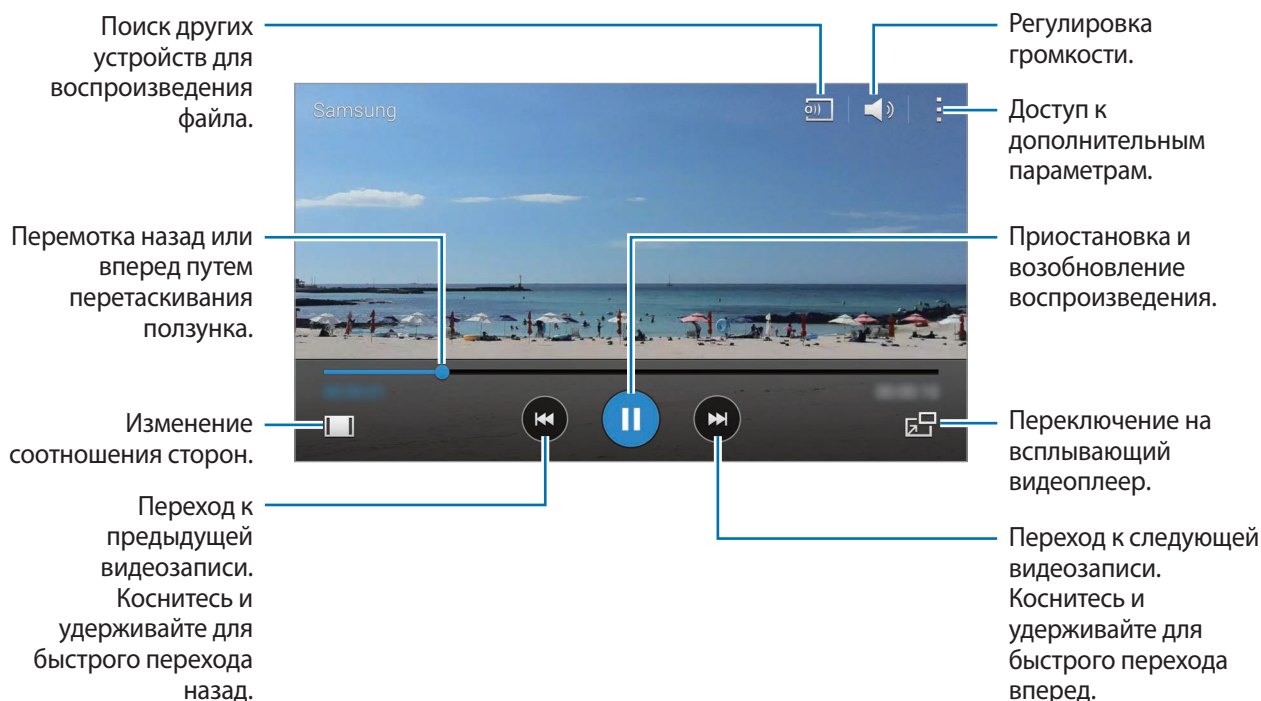 Поиск других
устройств для
воспроизведения
файла.
Регулировка
громкости.
Samsung
Доступ к
дополнительным
параметрам.
Перемотка назад или
вперед путем
перетаскивания
ползунка.
Приостановка и
возобновление
воспроизведения.
Изменение
соотношения сторон.
Переключение на
всплывающий
видеоплеер.
Переход к
предыдущей
видеозаписи.
Коснитесь и
удерживайте для
быстрого перехода
назад.
Переход к следующей
видеозаписи.
Коснитесь и
удерживайте для
быстрого перехода
вперед.